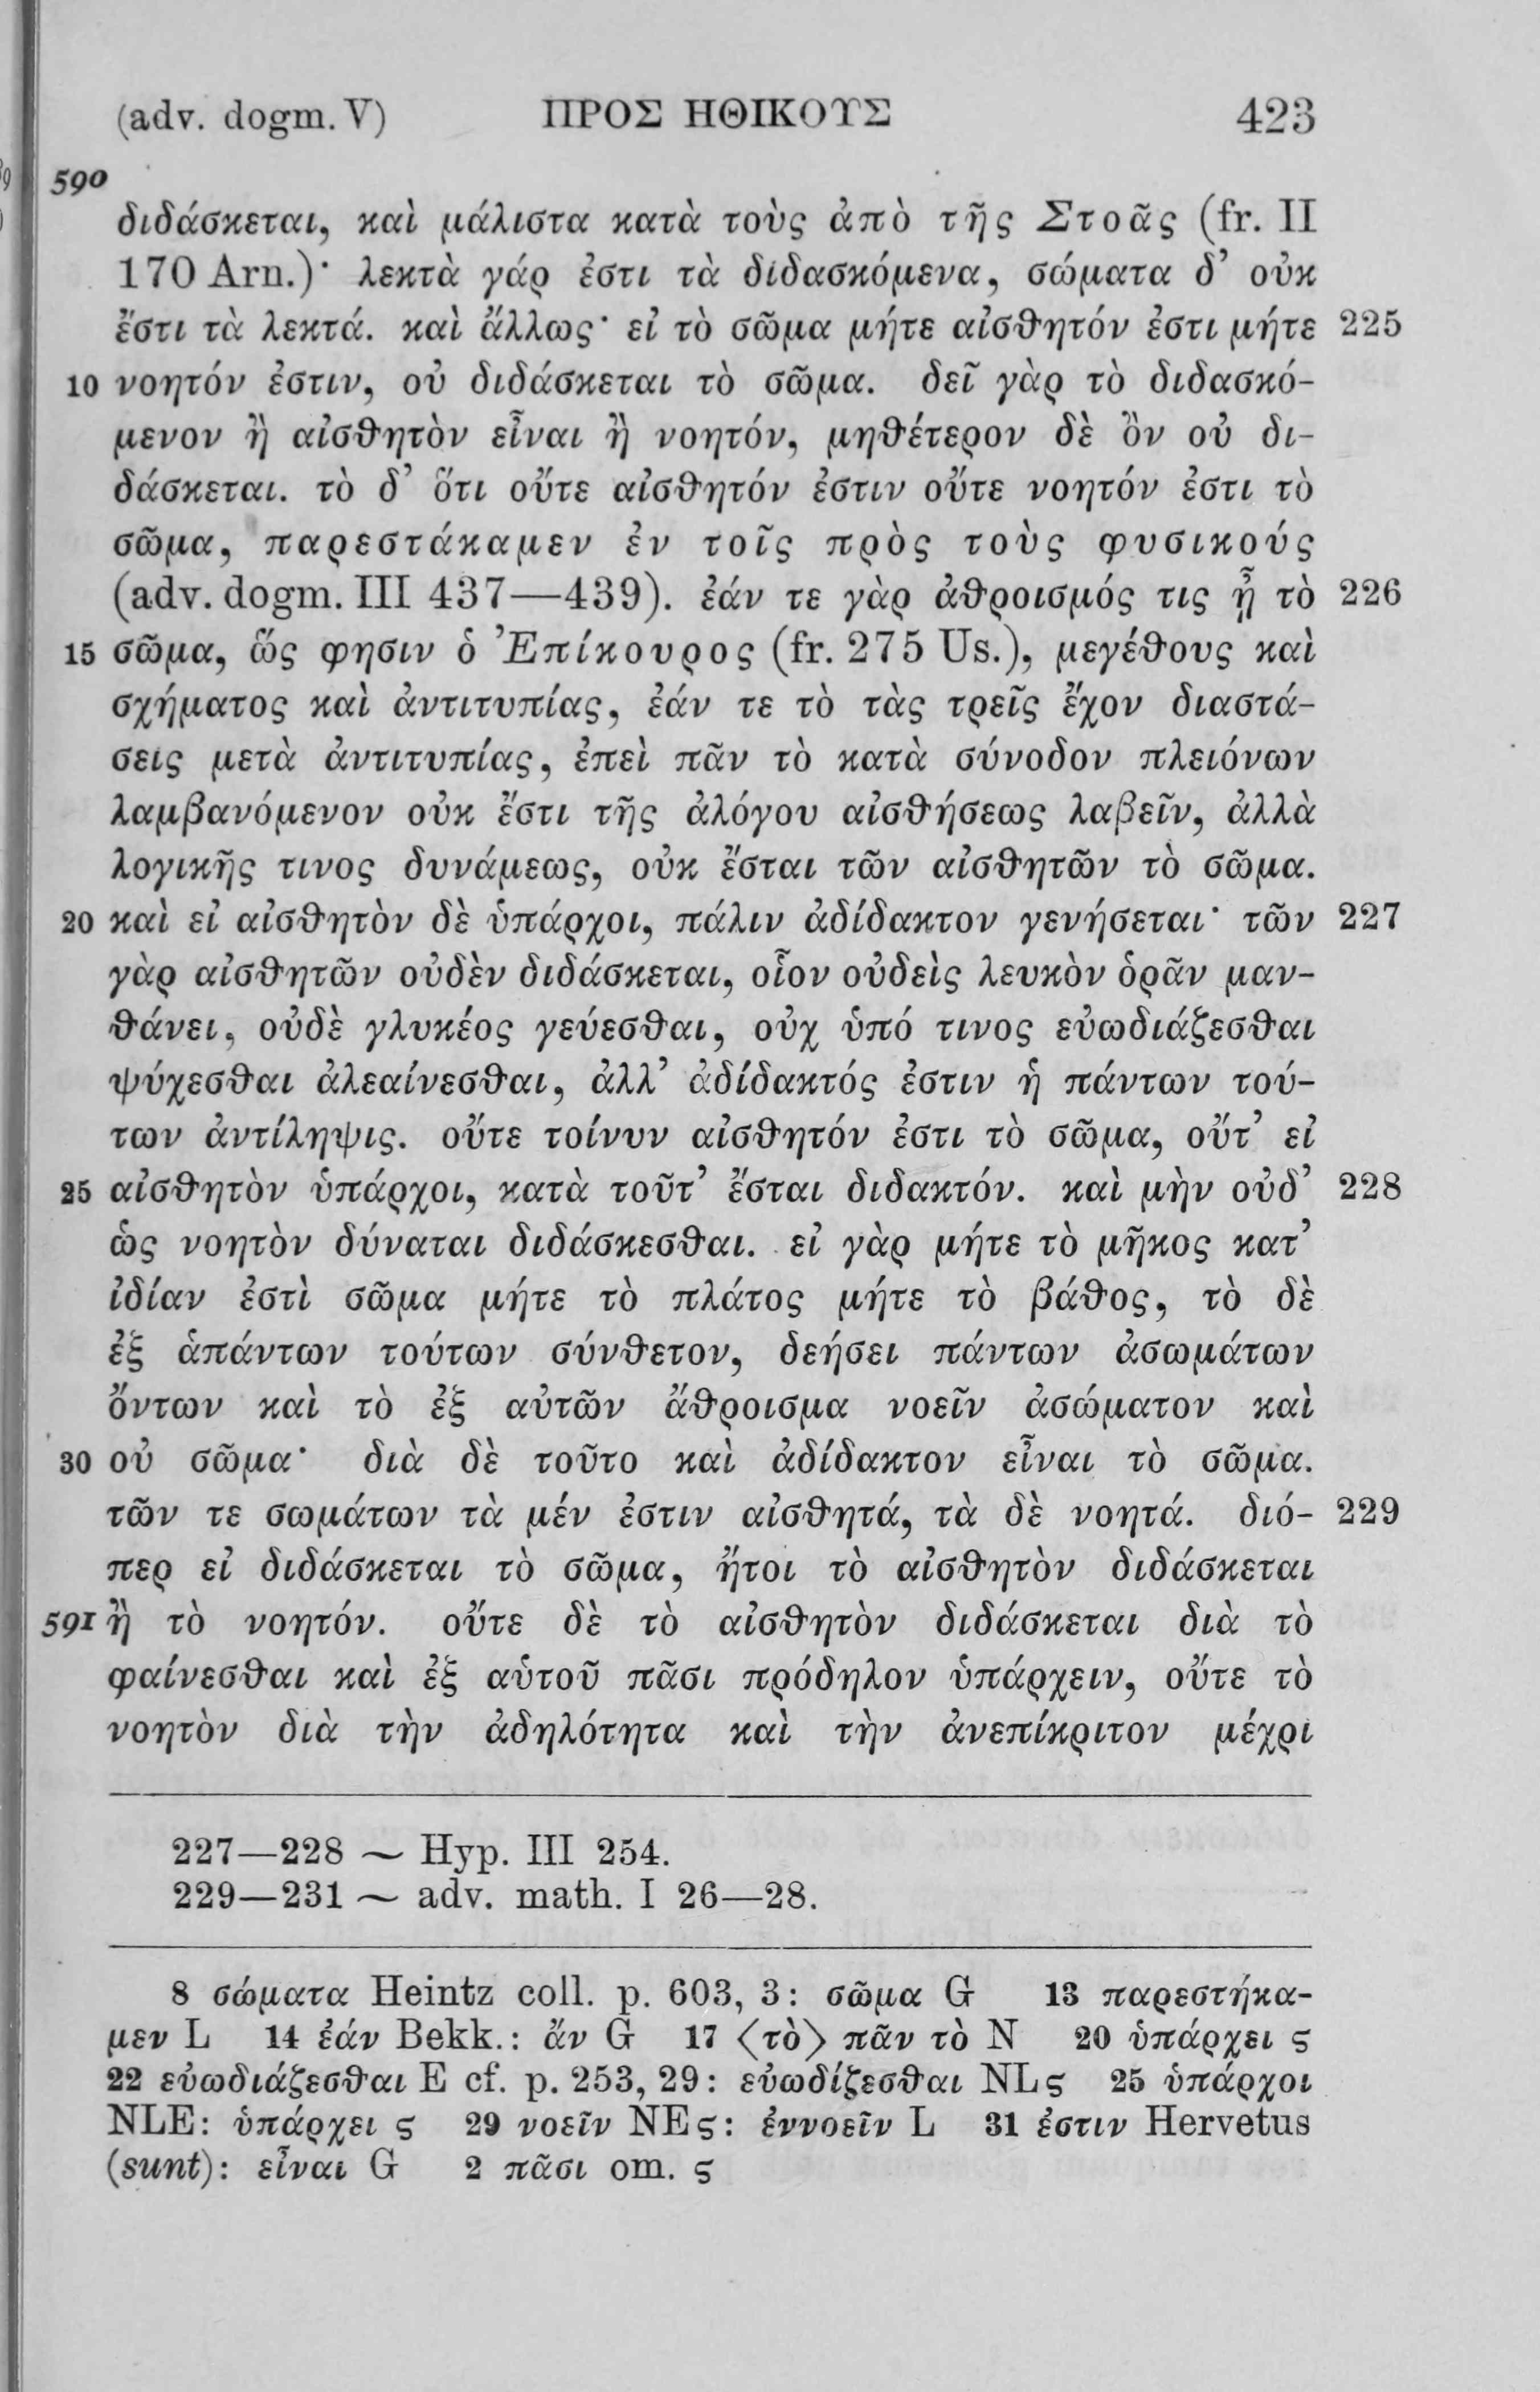 (adv. dogm. V) ΠΡΟΣ ΗΘΙΚΟΥΣ 423
590
διδάσκεται, καὶ μάλιστα κατὰ τοὺς ἀπὸ τῆς Στοᾶς (fr. II
170 Arn.)· λεκτὰ γάρ ἐστι τὰ διδασκόμενα, σώματα δ’ οὐκ
ἔστι τὰ λεκτά. καὶ ἄλλως· εἰ τὸ σῶμα μήτε αἰσθητόν ἐστι μήτε 225
10 νοητόν ἐστιν, οὐ διδάσκεται τὸ σῶμα. δεῖ γὰρ τὸ διδασκό-
μενον ἢ αἰσθητὸν εἶναι ἢ νοητόν, μηθέτερον δὲ ὂν οὐ δι-
δάσκεται. τὸ δ’ ὅτι οὔτε αἰσθητόν ἐστιν οὔτε νοητόν ἐστι τὸ
σῶμα, παρεστάκαμεν ἐν τοῖς πρὸς τοὺς φυσικούς
(adv. dogm. III 437—439). ἐάν τε γὰρ ἀθροισμός τις ᾖ τὸ 226
15 σῶμα, ὥς φησιν ὁ Ἐπίκουρος (fr. 275 Us.), μεγέθους καὶ
σχήματος καὶ ἀντιτυπίας, ἐάν τε τὸ τὰς τρεῖς ἔχον διαστά-
σεις μετὰ ἀντιτυπίας, ἐπεὶ πᾶν τὸ κατὰ σύνοδον πλειόνων
λαμβανόμενον οὐκ ἔστι τῆς ἀλόγου αἰσθήσεως λαβεῖν, ἀλλὰ
λογικῆς τινος δυνάμεως, οὐκ ἔσται τῶν αἰσθητῶν τὸ σῶμα.
20 καὶ εἰ αἰσθητὸν δὲ ὑπάρχοι, πάλιν ἀδίδακτον γενήσεται· τῶν 227
γὰρ αἰσθητῶν οὐδὲν διδάσκεται, οἷον οὐδεὶς λευκὸν ὁρᾶν μαν-
θάνει, οὐδὲ γλυκέος γεύεσθαι, οὐχ ὑπό τινος εὐωδιάζεσθαι
ψύχεσθαι ἀλεαίνεσθαι, ἀλλ’ ἀδίδακτός ἐστιν ἡ πάντων τού-
των ἀντίληψις. οὔτε τοίνυν αἰσθητόν ἐστι τὸ σῶμα, οὔτ’ εἰ
25 αἰσθητὸν ὑπάρχοι, κατὰ τοῦτ’ ἔσται διδακτόν. καὶ μὴν οὐδ’ 228
ὡς νοητὸν δύναται διδάσκεσθαι. εἰ γὰρ μήτε τὸ μῆκος κατ’
ἰδίαν ἐστὶ σῶμα μήτε τὸ πλάτος μήτε τὸ βάθος, τὸ δὲ
ἐξ ἁπάντων τούτων σύνθετον, δεήσει πάντων ἀσωμάτων
ὄντων καὶ τὸ ἐξ αὐτῶν ἄθροισμα νοεῖν ἀσώματον καὶ
30 οὐ σῶμα· διὰ δὲ τοῦτο καὶ ἀδίδακτον εἶναι τὸ σῶμα.
τῶν τε σωμάτων τὰ μέν ἐστιν αἰσθητά, τὰ δὲ νοητά. διό- 229
περ εἰ διδάσκεται τὸ σῶμα, ἤτοι τὸ αἰσθητὸν διδάσκεται
591 ἢ τὸ νοητόν. οὔτε δὲ τὸ αἰσθητὸν διδάσκεται διὰ τὸ
φαίνεσθαι καὶ ἐξ αὑτοῦ πᾶσι πρόδηλον ὑπάρχειν, οὔτε τὸ
νοητὸν διὰ τὴν ἀδηλότητα καὶ τὴν ἀνεπίκριτον μέχρι
227—228 ∼ Hyp. III 254.
229—231 ∼ adv. math. I 26—28.
8 σώματα Heintz coll. p. 603, 3: σῶμα G 13 παρεστήκα-
μεν L 14 ἐάν Bekk.: ἄν G 17 ⟨τὸ⟩ πᾶν τὸ N 20 ὑπάρχει ς
22 εὐωδιάζεσθαι E cf. p. 253, 29: εὐωδίζεσθαι NLς 25 ὑπάρχοι
NLE: ὑπάρχει ς 29 νοεῖν NEς: ἐννοεῖν L 31 ἐστιν Hervetus
(sunt): εἶναι G 2 πᾶσι om. ς